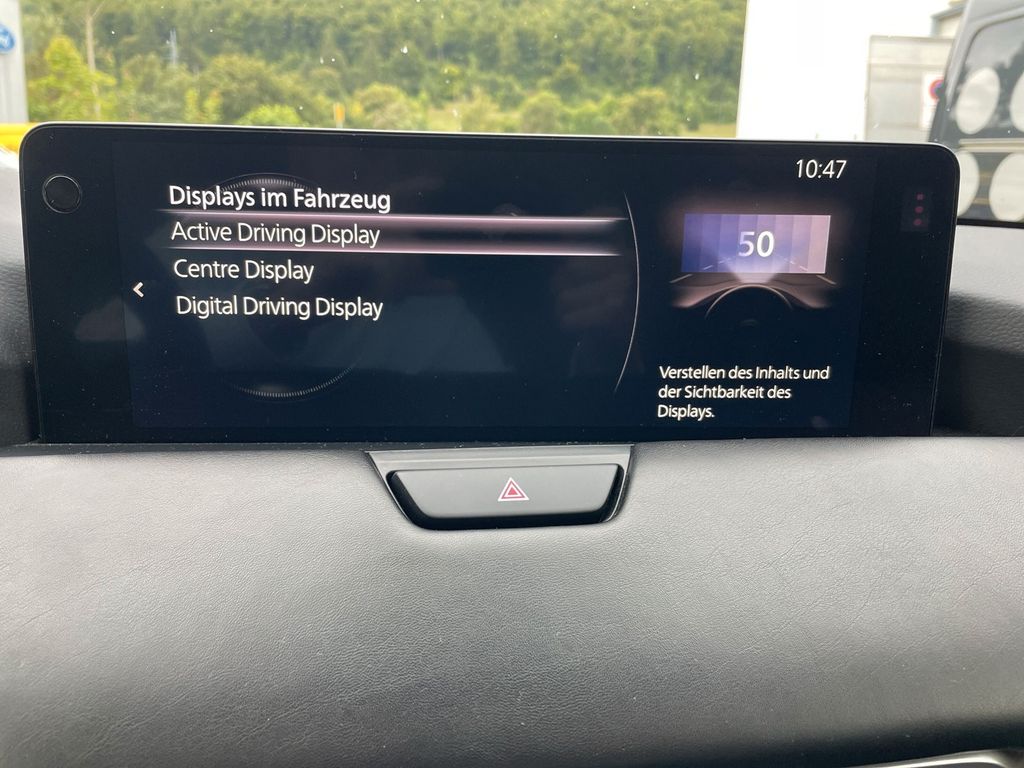 10:47
Displays im Fahrzeug
Active Driving Display
Centre Display
Digital Driving Display
50
Verstellen des Inhalts und
der Sichtbarkeit des
Displays.